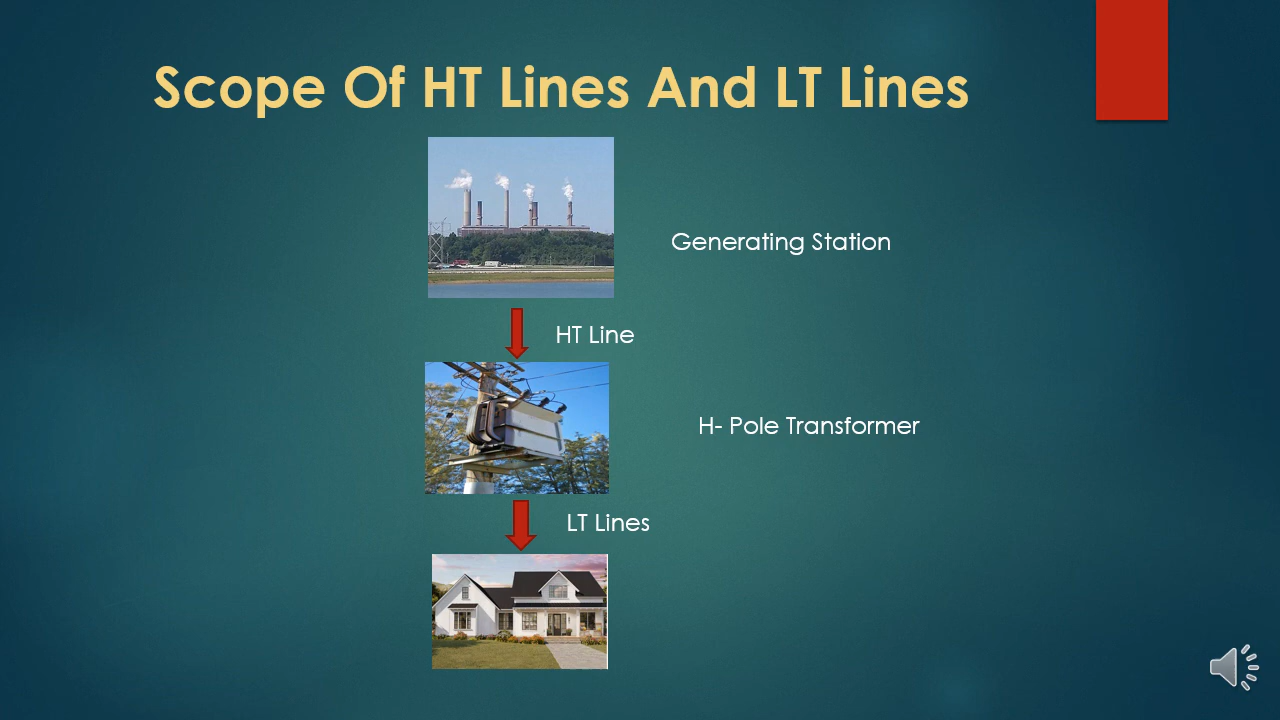 Scope Of HT Lines And LT Lines
Generating Station
HT Line
H- Pole Transformer
LT Lines